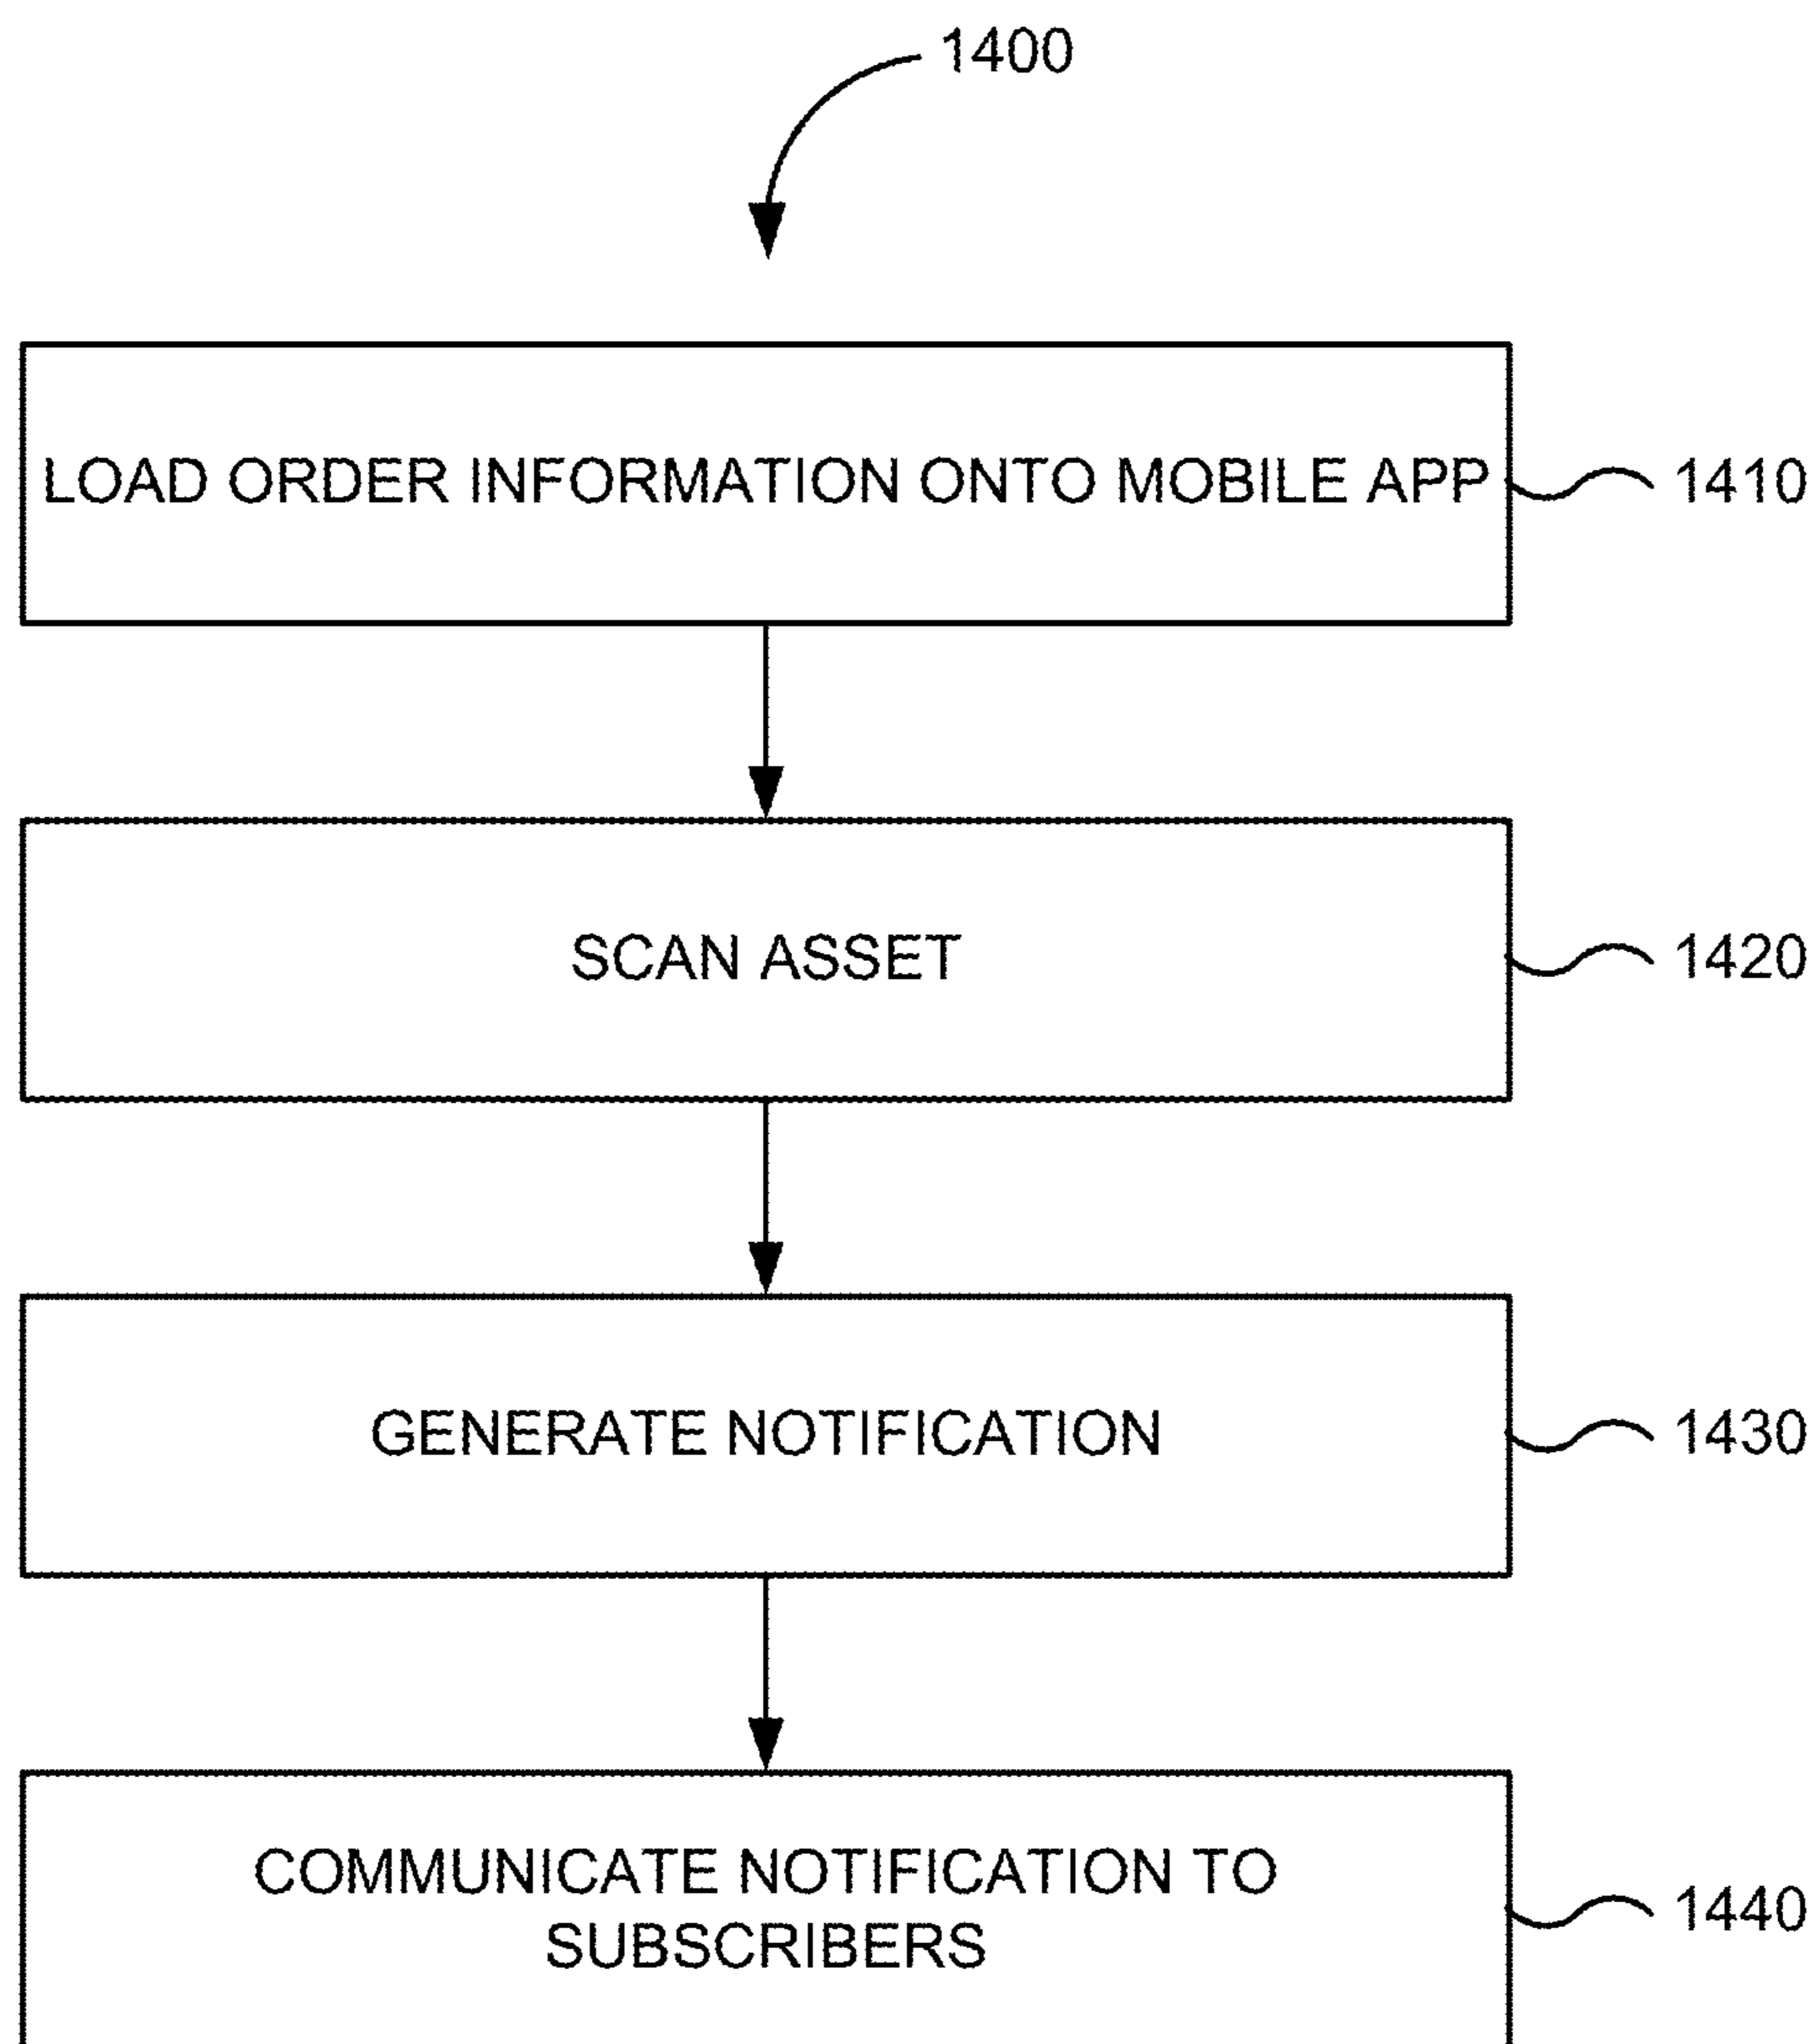 1400
LOAD ORDER INFORMATION ONTO MOBILE APP
1410
SCAN ASSET
1420
GENERATE NOTIFICATION
1430
COMMUNICATE NOTIFICATION TO
SUBSCRIBERS
1440